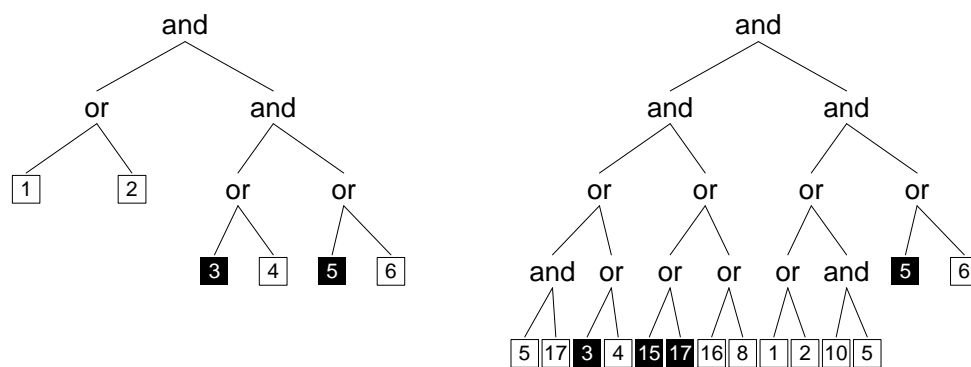 and and
or and and and
1 2 or or or or or or
3 4 5 6 and or or or or and 5 6
5 17 3 4 15 17 16 8 1 2 10 5